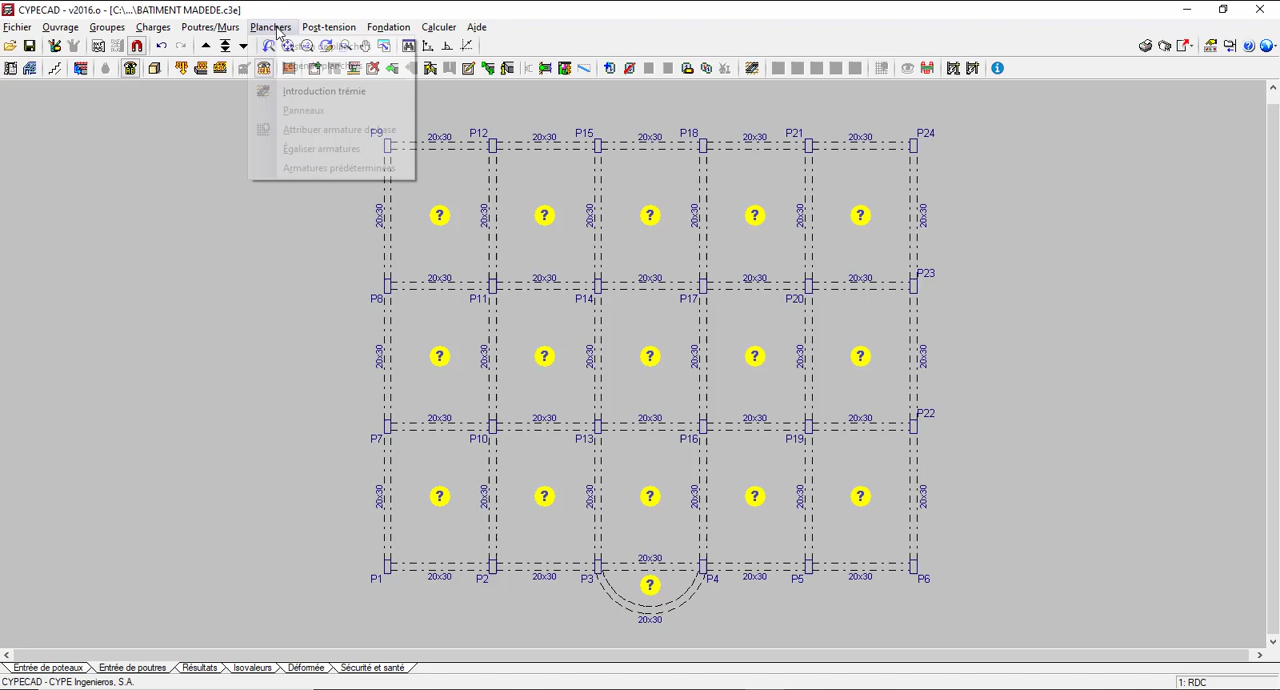 CYPECAD - v2016.o - [C:\...\BATIMENT MADEDE.c3e]
Fichier Ouvrage Groupes Charges Poutres/Murs Planchers Post-tension Fondation Calculer Aide
Introduction trémie
Panneaux
Attribuer armature de base
Égaliser armatures
Armatures prédéterminées
P9 20x30 P12 20x30 P15 20x30 P18 20x30 P21 20x30 P24
20x30 ? 20x30 ? 20x30 ? 20x30 ? 20x30 ? 20x30
20x30 20x30 20x30 20x30 20x30 P23
P8 P11 P14 P17 P20
20x30 ? 20x30 ? 20x30 ? 20x30 ? 20x30 ? 20x30
20x30 20x30 20x30 20x30 20x30 P22
P7 P10 P13 P16 P19
20x30 ? 20x30 ? 20x30 ? 20x30 ? 20x30 ? 20x30
20x30
P1 20x30 P2 20x30 P3 ? P4 20x30 P5 20x30 P6
20x30
Entrée de poteaux Entrée de poutres Résultats Isovaleurs Déformée Sécurité et santé
CYPECAD - CYPE Ingenieros, S.A. 1: RDC